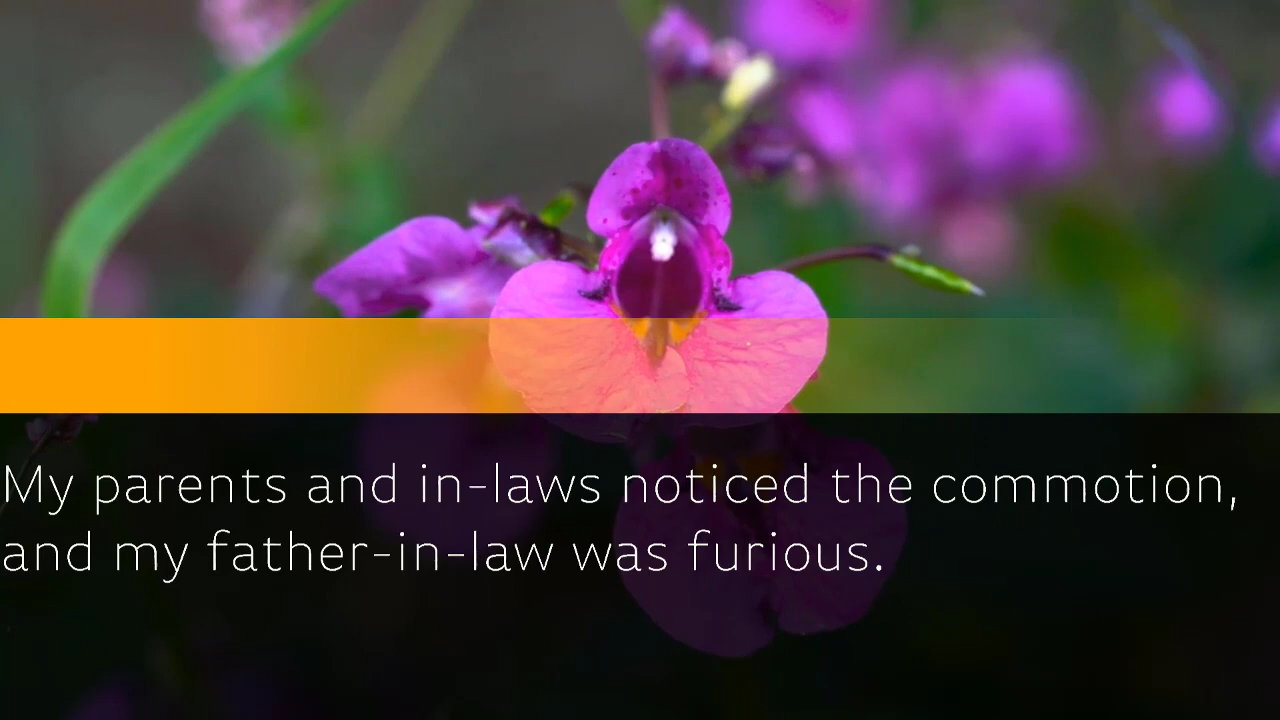 My parents and in-laws noticed the commotion,
and my father-in-law was furious.